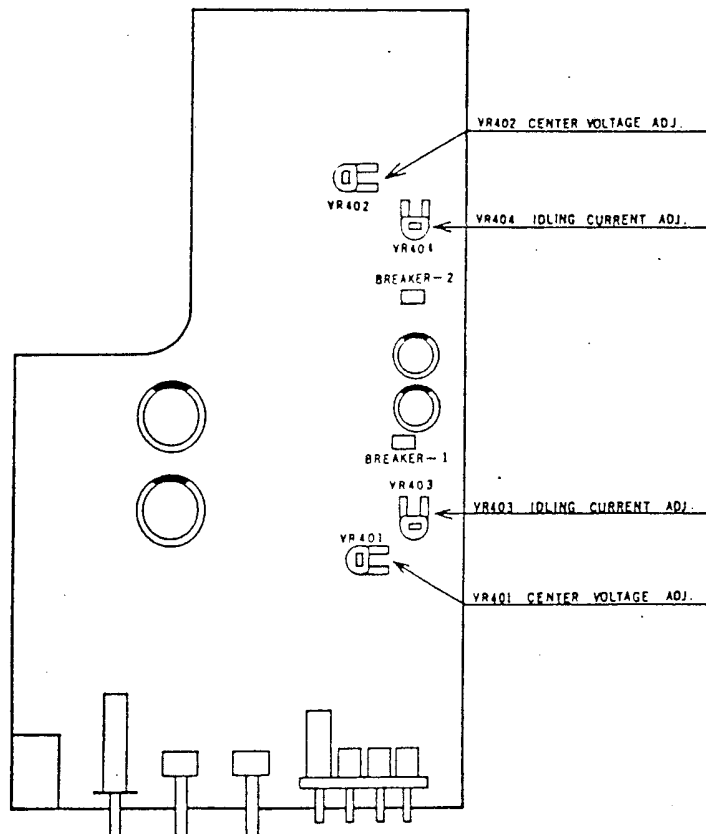 VR402 CENTER VOLTAGE ADJ.
VR402
VR404 IDLING CURRENT ADJ.
VR404
BREAKER-2
BREAKER-1
VR403
VR403 IDLING CURRENT ADJ.
VR401
VR401 CENTER VOLTAGE ADJ.